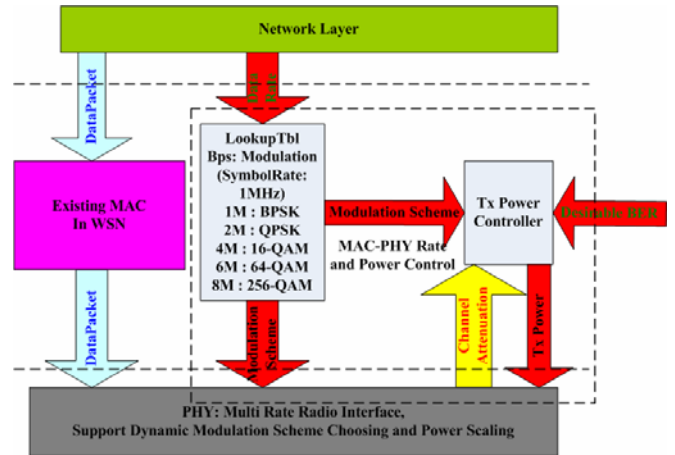 Network Layer
DataPacket
Data Rate
LookupTbl
Bps: Modulation
(SymbolRate:
1MHz)
1M : BPSK
2M : QPSK
4M : 16-QAM
6M : 64-QAM
8M : 256-QAM
Existing MAC
In WSN
Modulation Scheme
Tx Power
Controller
Desirable BER
MAC-PHY Rate
and Power Control
DataPacket
Modulation
Scheme
Channel
Attenuation
Tx Power
PHY: Multi Rate Radio Interface,
Support Dynamic Modulation Scheme Choosing and Power Scaling